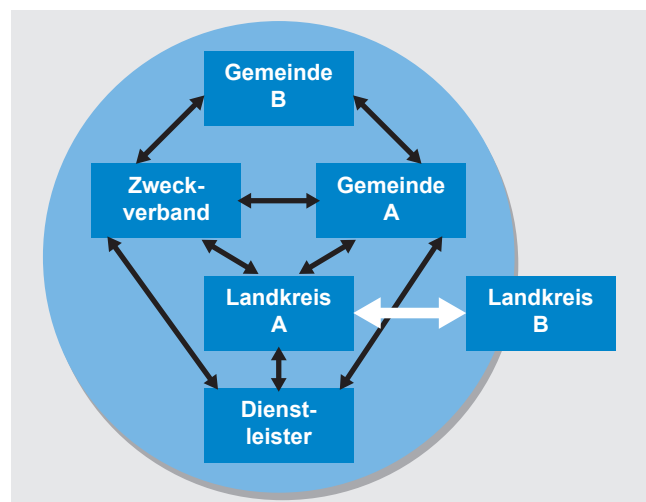 Gemeinde
B
Zweck-
verband
Gemeinde
A
Landkreis
A
Landkreis
B
Dienst-
leister